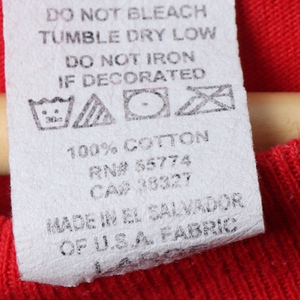 DO NOT BLEACH
TUMBLE DRY LOW
DO NOT IRON
IF DECORATED
100% COTTON
RN# 55774
CA# 38327
MADE IN EL SALVADOR
OF U.S.A. FABRIC